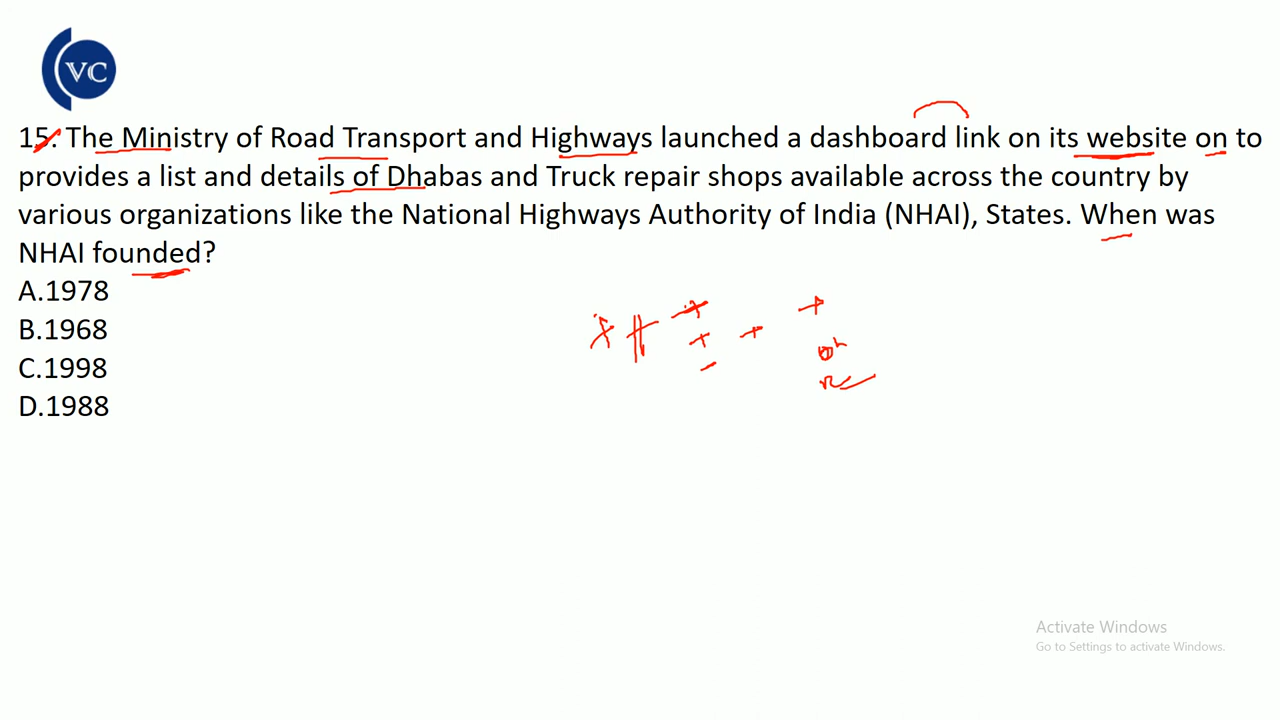 VC
15. The Ministry of Road Transport and Highways launched a dashboard link on its website on to
provides a list and details of Dhabas and Truck repair shops available across the country by
various organizations like the National Highways Authority of India (NHAI), States. When was
NHAI founded?
A.1978
B.1968
C.1998
D.1988
Activate Windows
Go to Settings to activate Windows.